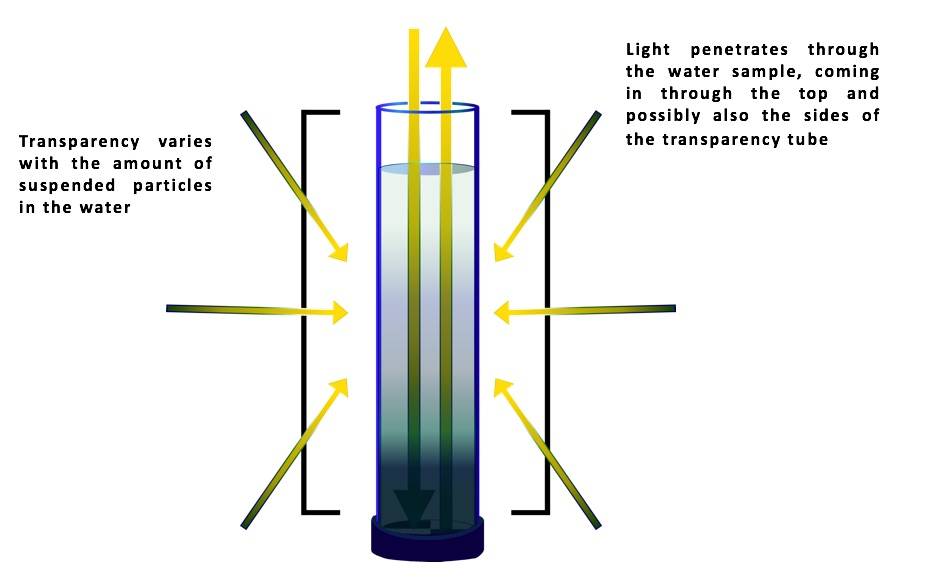 Transparency varies
with the amount of
suspended particles
in the water
Light penetrates through
the water sample, coming
in through the top and
possibly also the sides of
the transparency tube